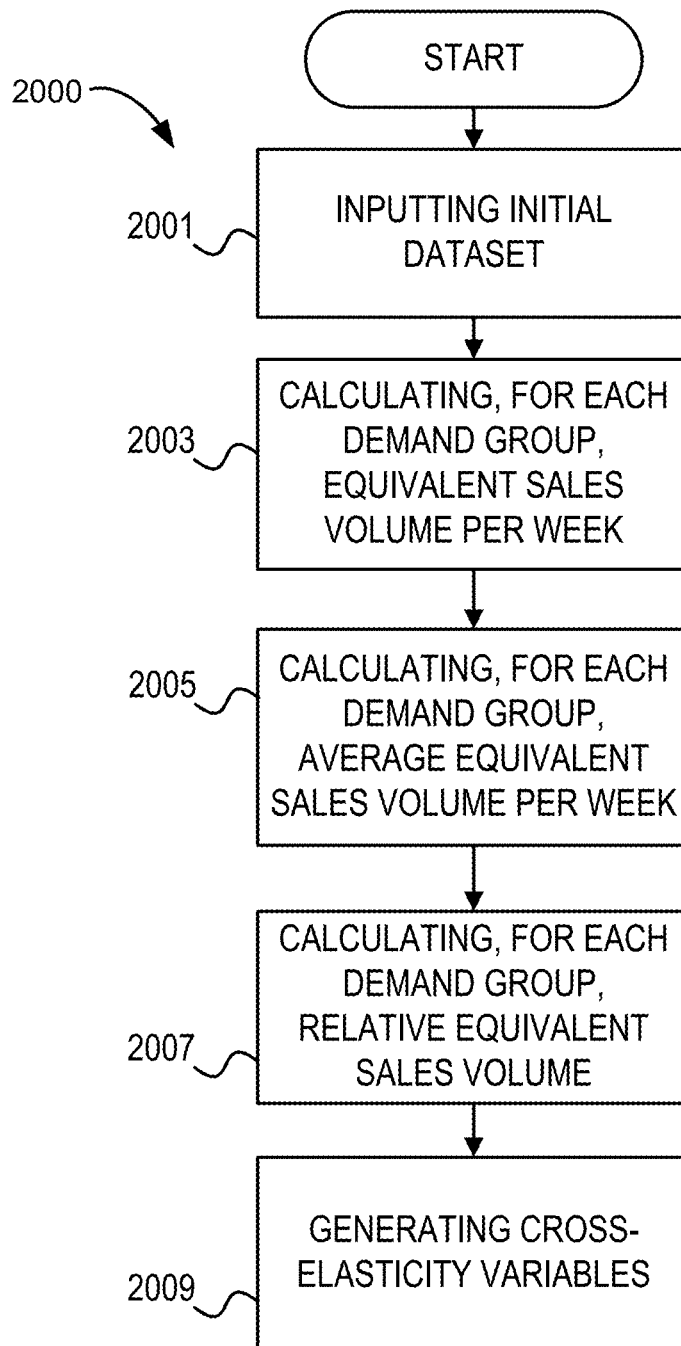 START
2000
2001
INPUTTING INITIAL
DATASET
2003
CALCULATING, FOR EACH
DEMAND GROUP,
EQUIVALENT SALES
VOLUME PER WEEK
2005
CALCULATING, FOR EACH
DEMAND GROUP,
AVERAGE EQUIVALENT
SALES VOLUME PER WEEK
2007
CALCULATING, FOR EACH
DEMAND GROUP,
RELATIVE EQUIVALENT
SALES VOLUME
2009
GENERATING CROSS-
ELASTICITY VARIABLES